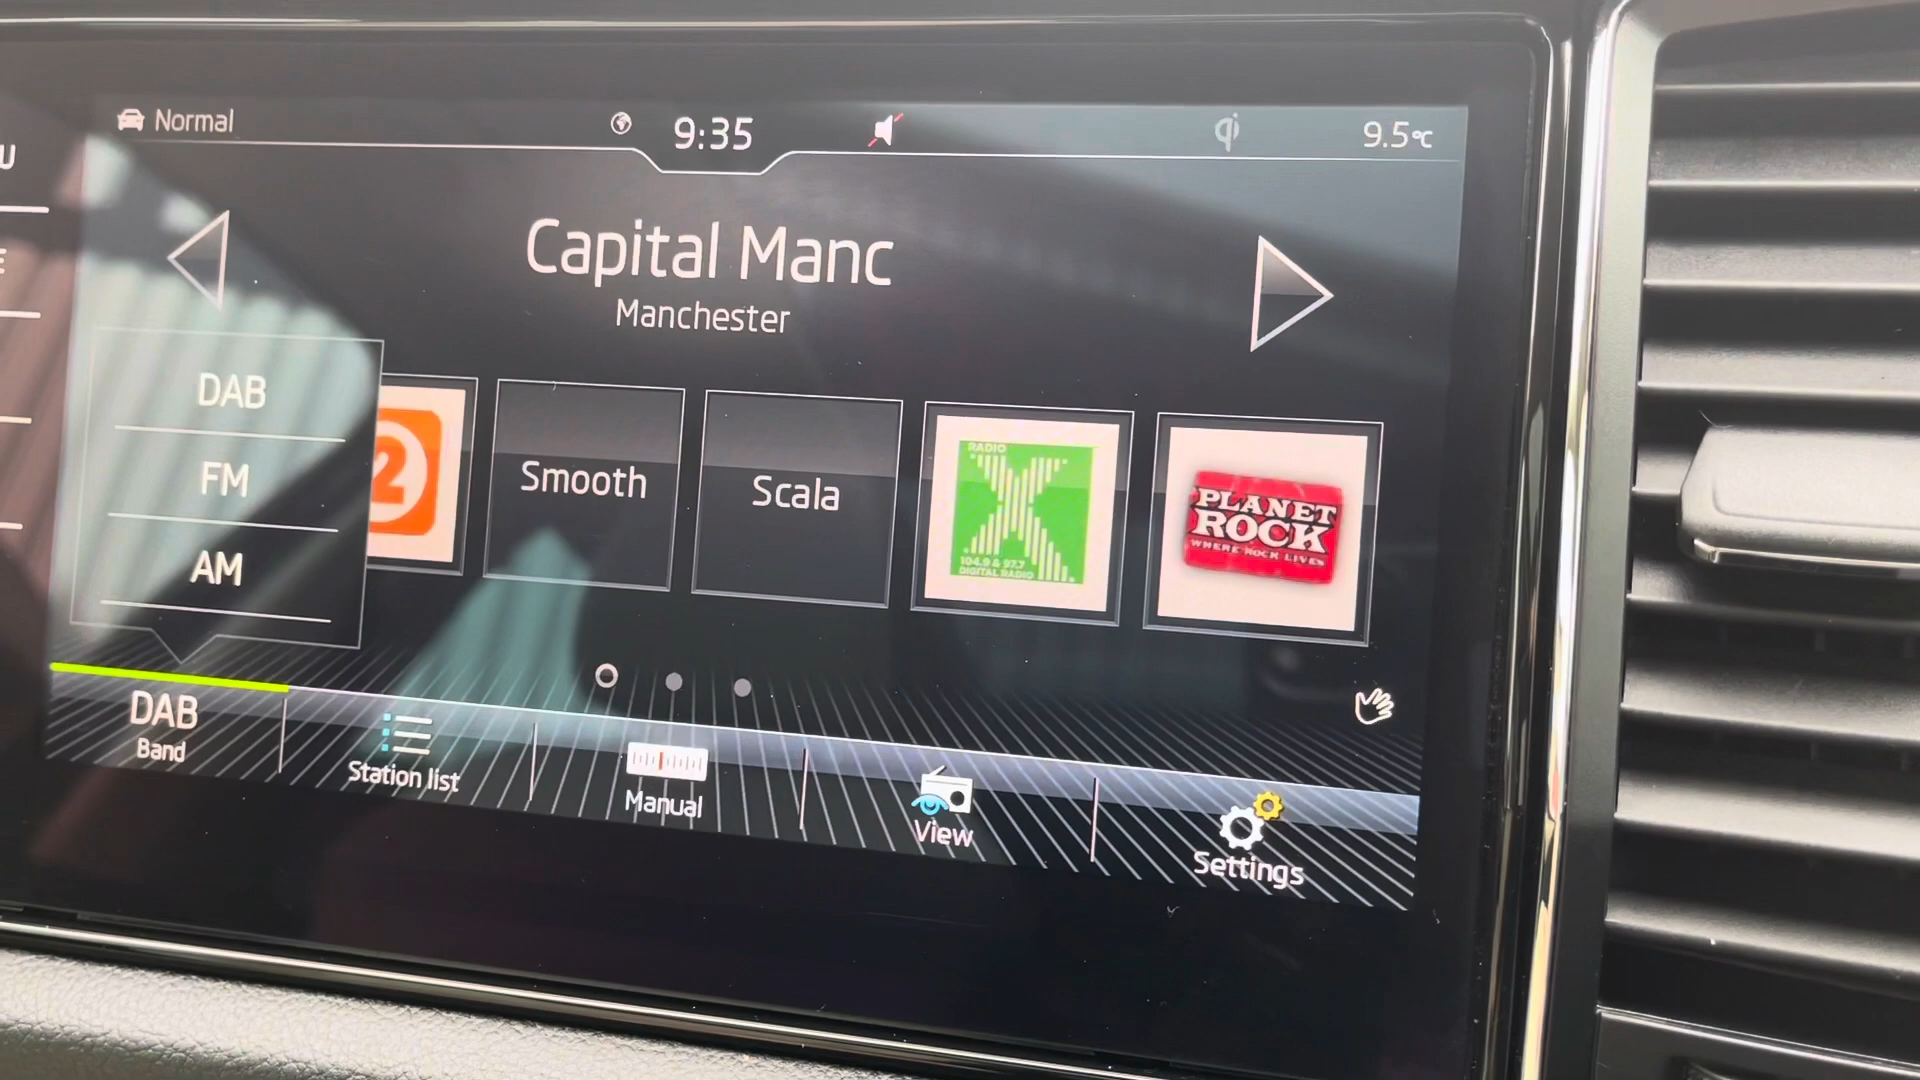 Normal
9:35
9.5°C
U
E
Capital Manc
Manchester
DAB
FM
AM
2
Smooth
Scala
RADIO
X
104.9 & 97.7
DIGITAL RADIO
PLANET
ROCK
WHERE ROCK LIVES
DAB
Band
Station list
Manual
View
Settings